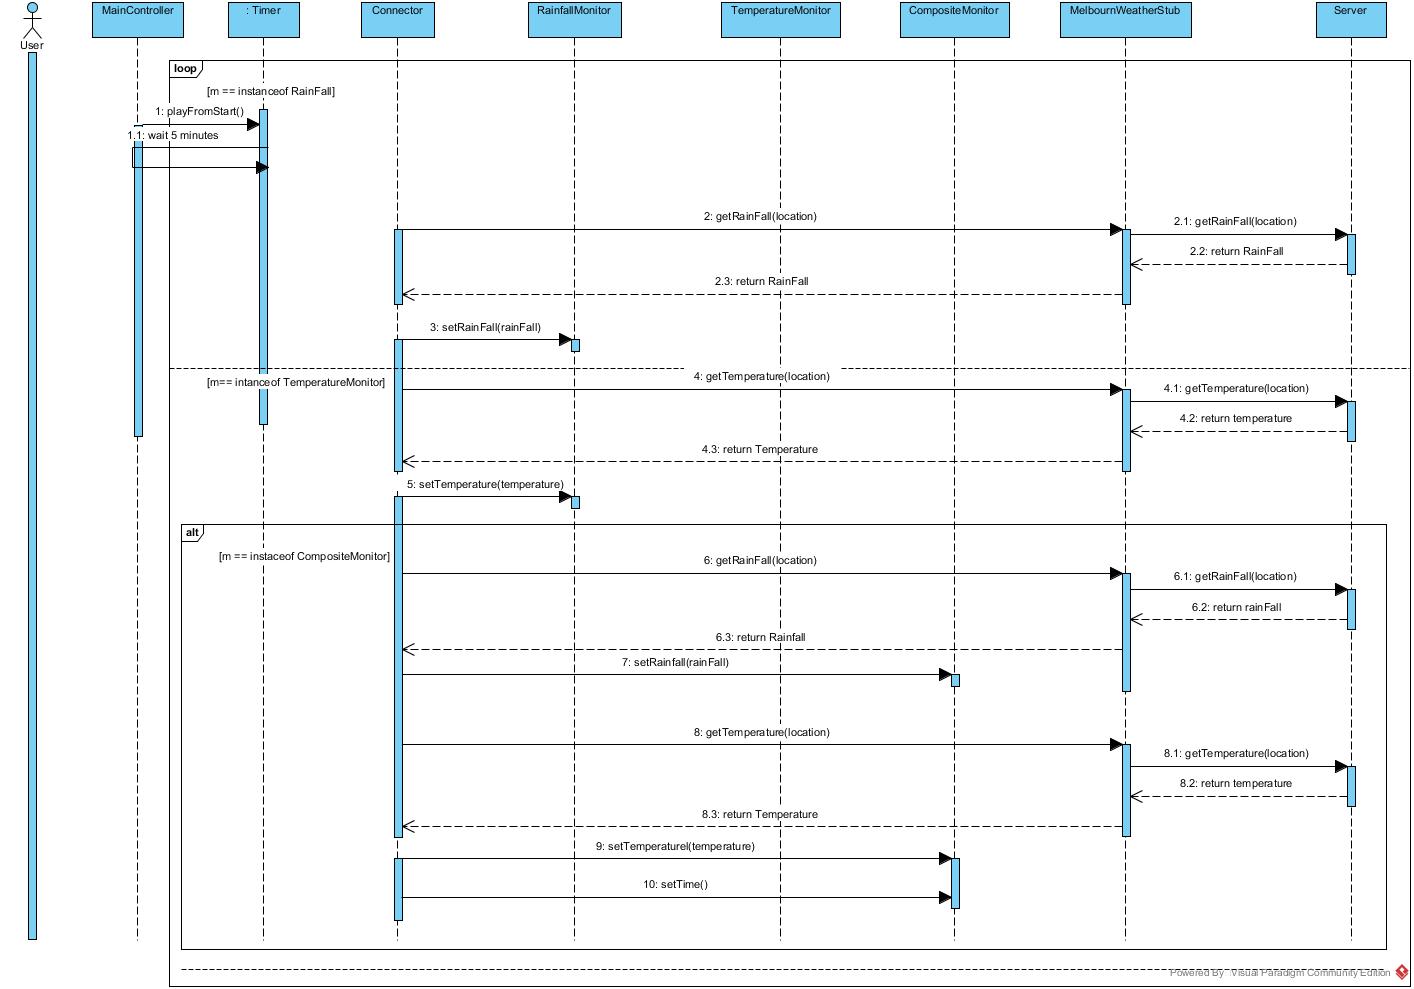 MainController
: Timer
Connector
RainfallMonitor
TemperatureMonitor
CompositeMonitor
MelbournWeatherStub
Server
User
loop
[m == instanceof RainFall]
1: playFromStart()
1.1: wait 5 minutes
2: getRainFall(location)
2.1: getRainFall(location)
2.2: return RainFall
2.3: return RainFall
3: setRainFall(rainFall)
[m== intanceof TemperatureMonitor]
4: getTemperature(location)
4.1: getTemperature(location)
4.2: return temperature
4.3: return Temperature
5: setTemperature(temperature)
alt
[m == instaceof CompositeMonitor]
6: getRainFall(location)
6.1: getRainFall(location)
6.2: return rainFall
6.3: return Rainfall
7: setRainfall(rainFall)
8: getTemperature(location)
8.1: getTemperature(location)
8.2: return temperature
8.3: return Temperature
9: setTemperaturel(temperature)
10: setTime()
Powered By Visual Paradigm Community Edition